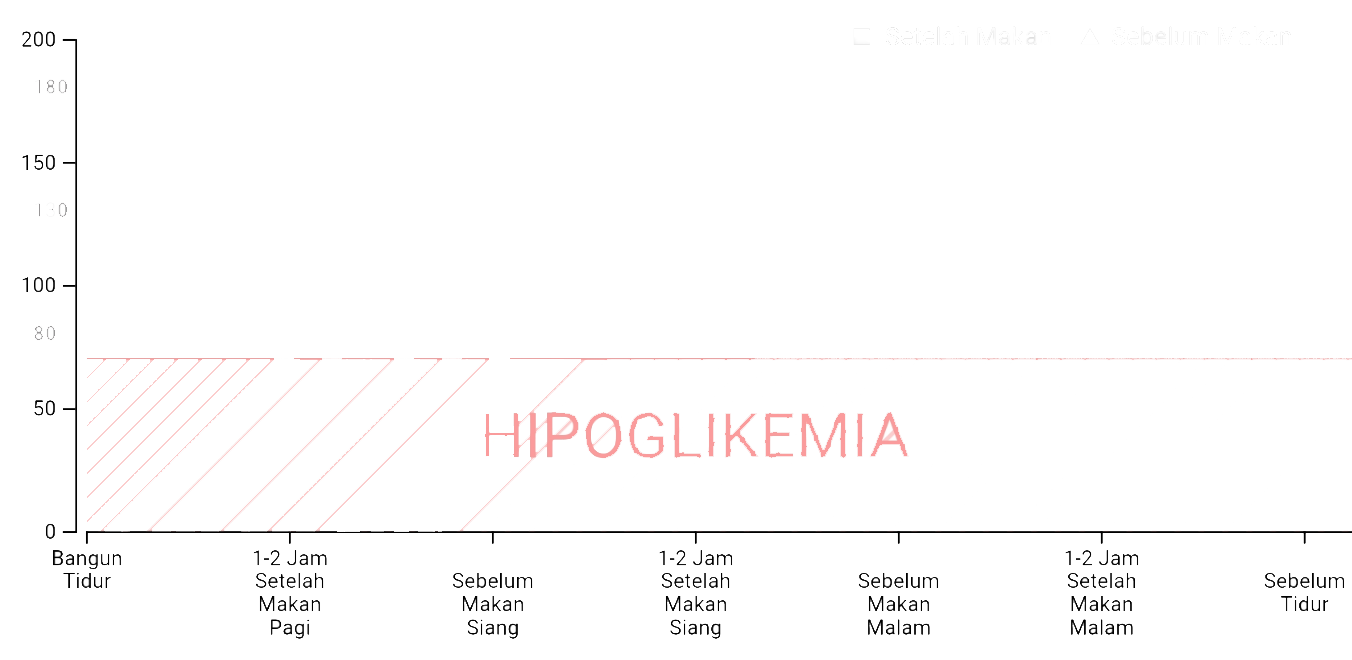 Setelah Makan Sebelum Makan
200
180
150
100
80
50
0
HIPOGLIKEMIA
Bangun
Tidur
1-2 Jam
Setelah
Makan
Pagi
Sebelum
Makan
Siang
1-2 Jam
Setelah
Makan
Siang
Sebelum
Makan
Malam
1-2 Jam
Setelah
Makan
Malam
Sebelum
Tidur